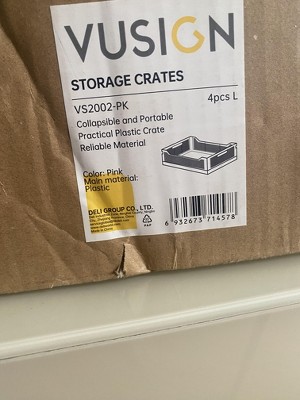 VUSIGN
STORAGE CRATES
VS2002-PK
4pcs L
Collapsible and Portable
Practical Plastic Crate
Reliable Material
Color: Pink
Main material:
Plastic
DELI GROUP CO., LTD.
6 932673 714578
PAP